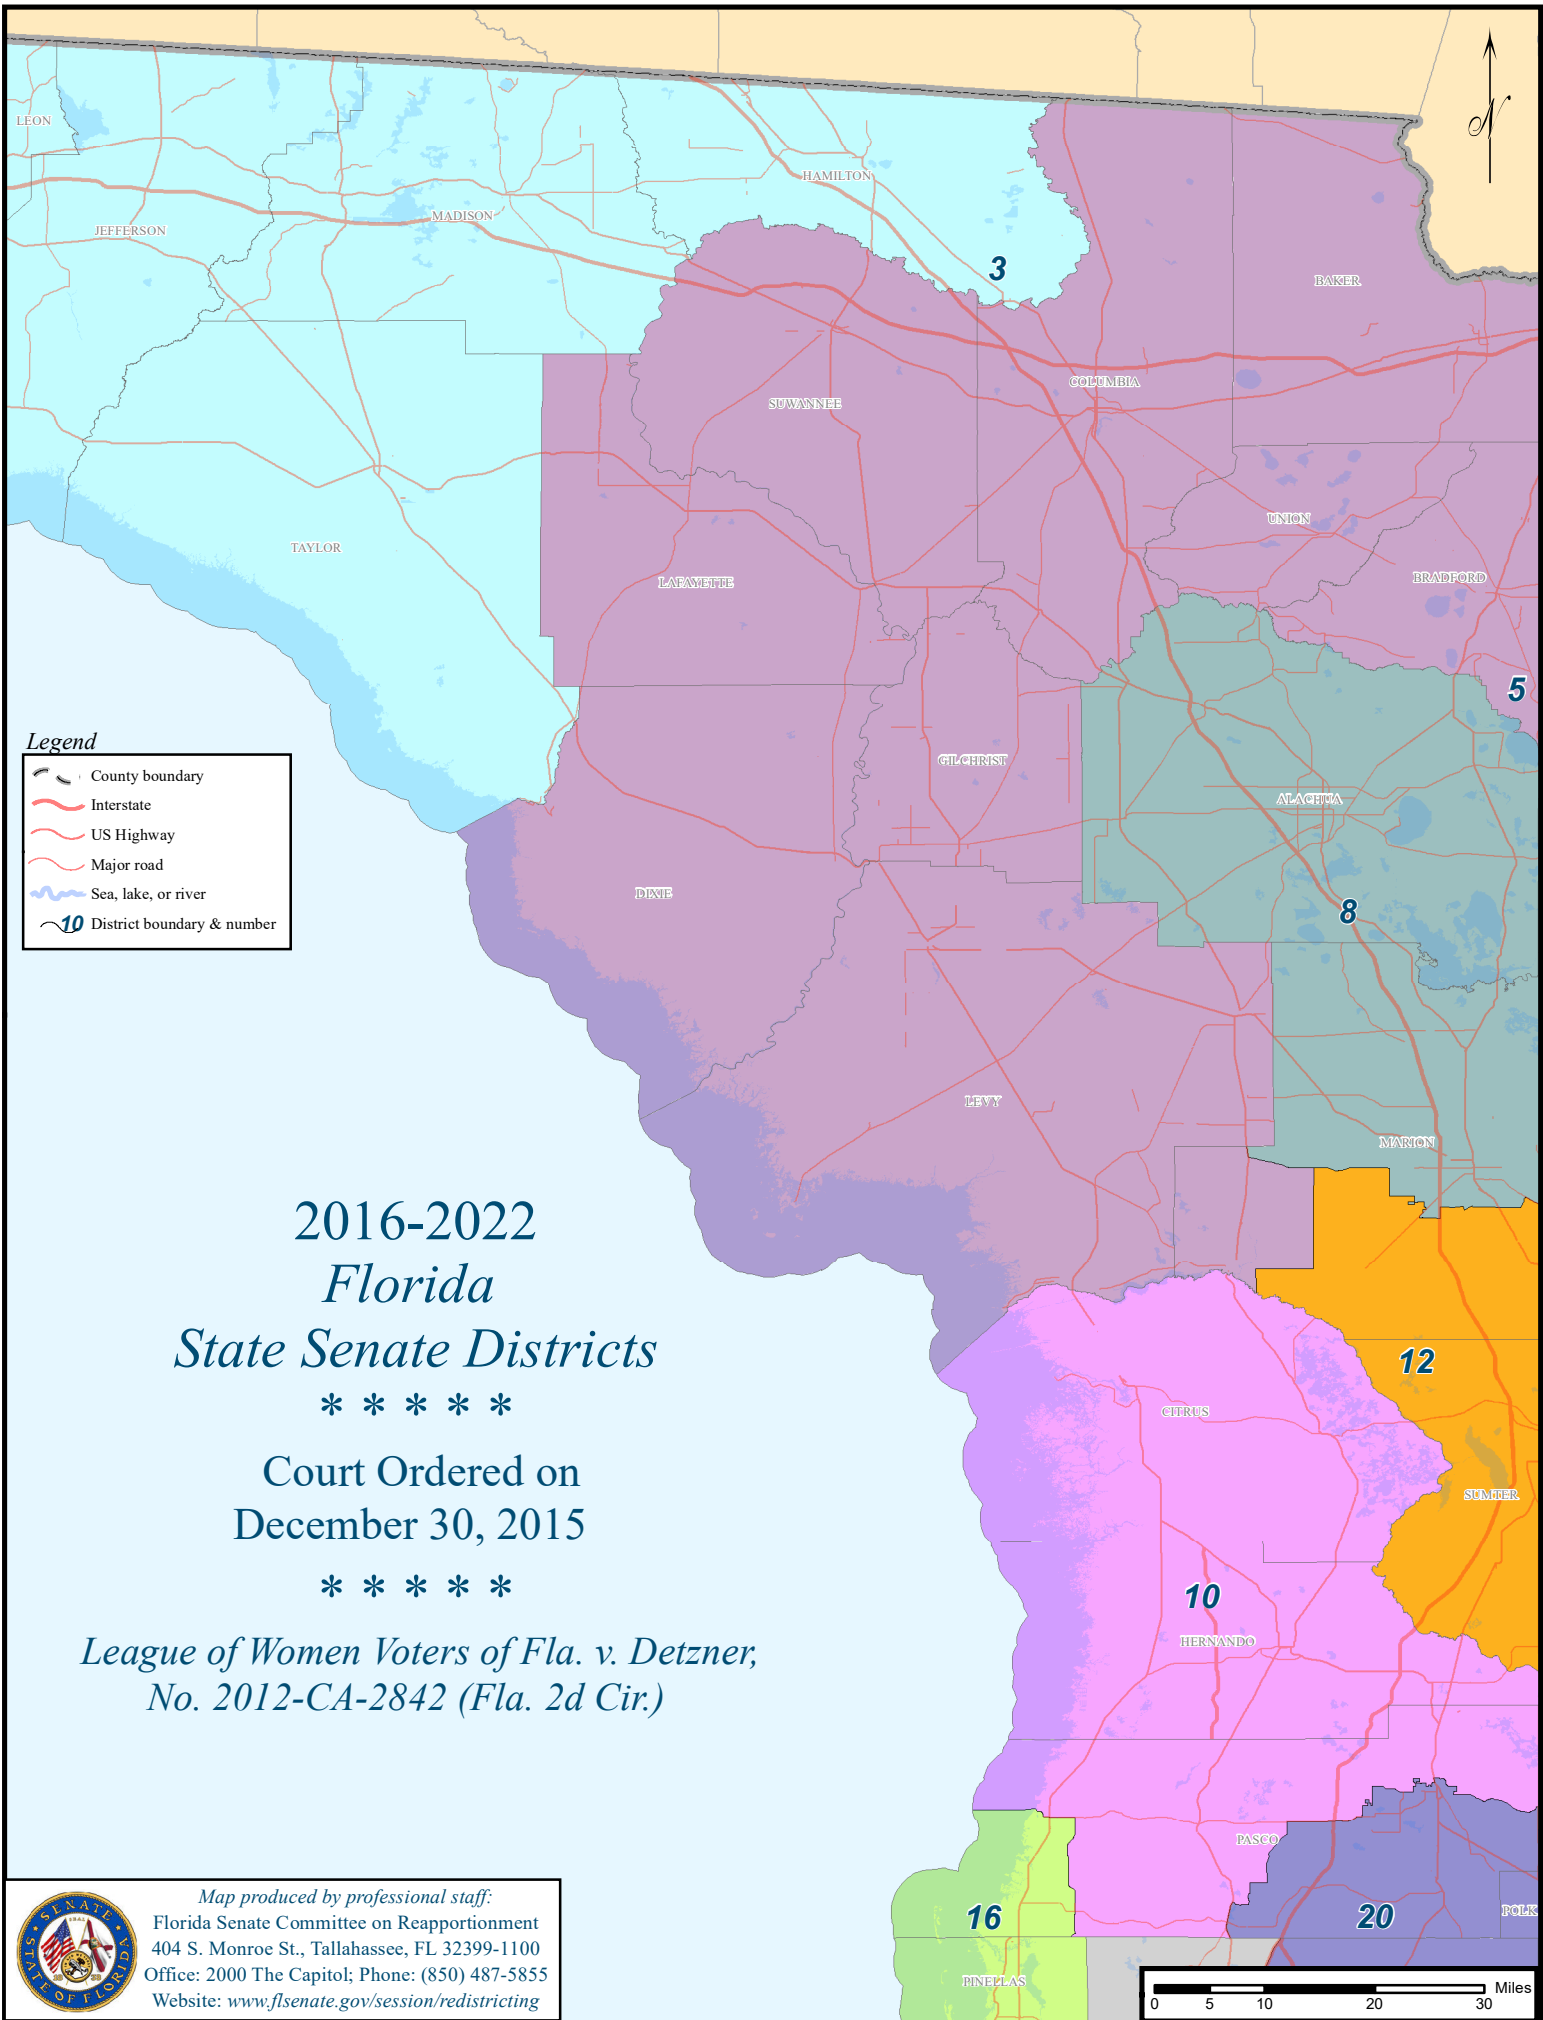 N
LEON
HAMILTON
MADISON
JEFFERSON
3
BAKER
COLUMBIA
SUWANNEE
UNION
TAYLOR
LAFAYETTE
BRADFORD
5
GILCHRIST
ALACHUA
DIXIE
8
LEVY
MARION
12
CITRUS
SUMTER
10
HERNANDO
PASCO
16
20
POLK
PINELLAS
Legend
County boundary
Interstate
US Highway
Major road
Sea, lake, or river
10 District boundary & number
2016-2022
Florida
State Senate Districts
* * * * *
Court Ordered on
December 30, 2015
* * * * *
League of Women Voters of Fla. v. Detzner,
No. 2012-CA-2842 (Fla. 2d Cir.)
SENATE
STATE OF FLORIDA
Map produced by professional staff:
Florida Senate Committee on Reapportionment
404 S. Monroe St., Tallahassee, FL 32399-1100
Office: 2000 The Capitol; Phone: (850) 487-5855
Website: www.flsenate.gov/session/redistricting
Miles
0 5 10 20 30